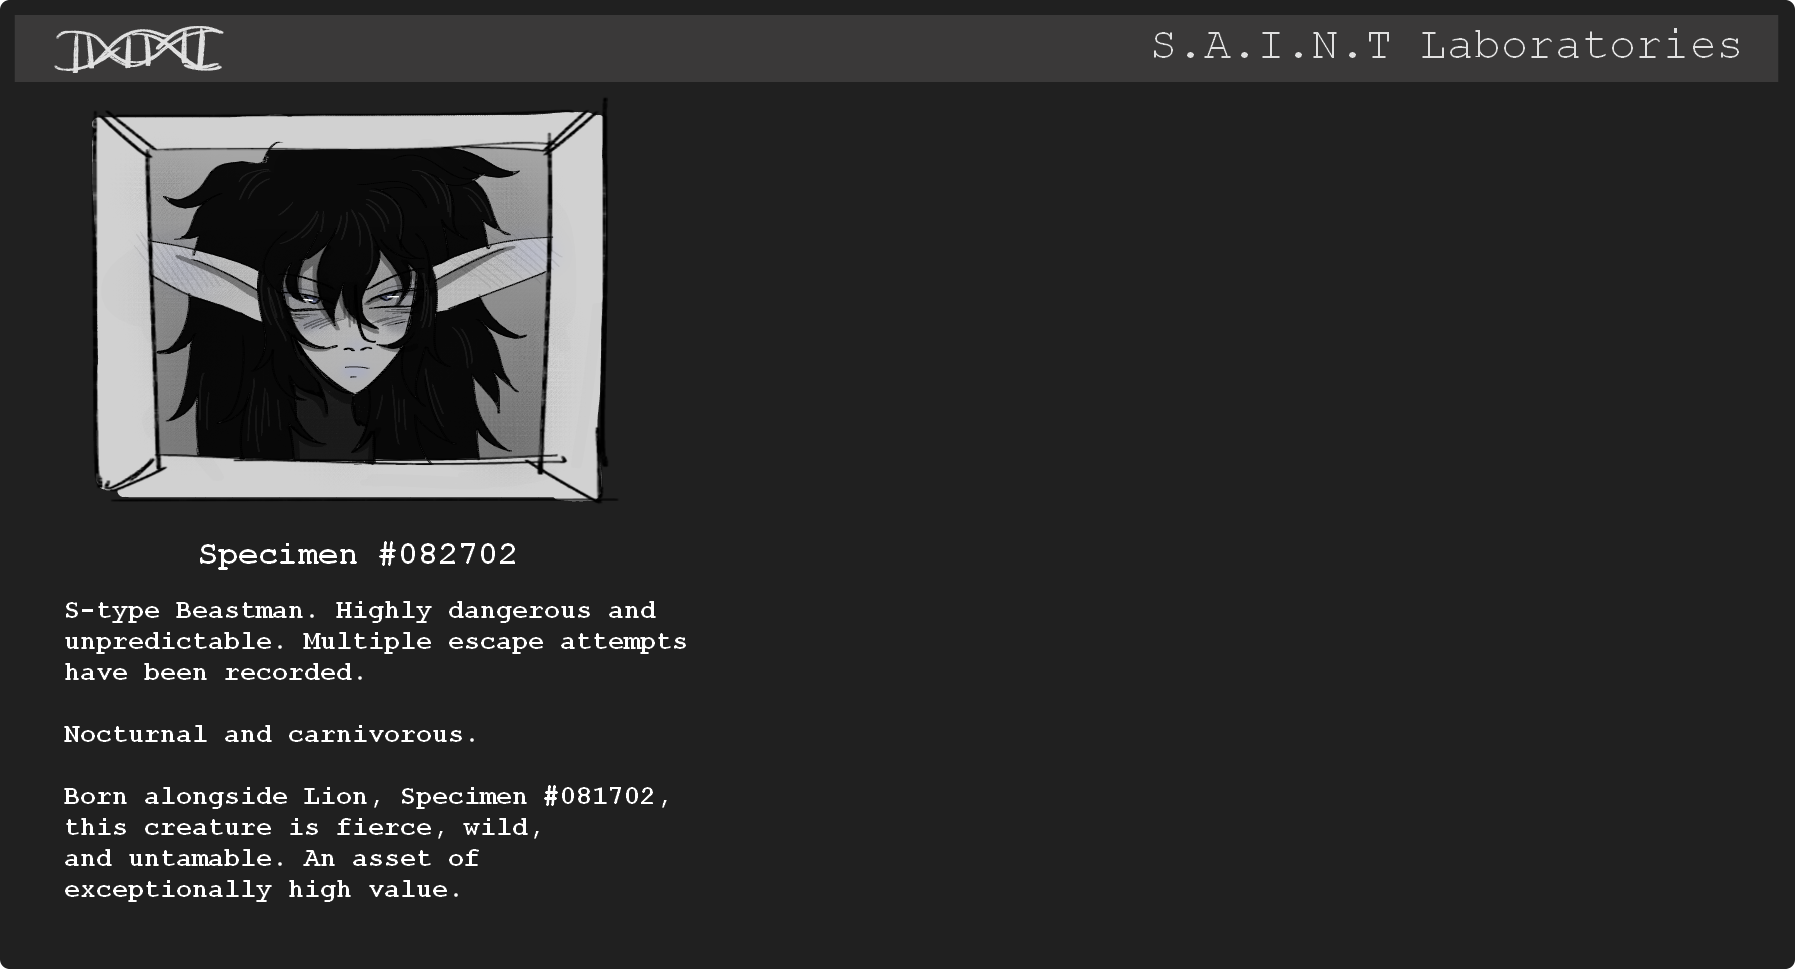 S.A.I.N.T Laboratories
Specimen #082702
S-type Beastman. Highly dangerous and
unpredictable. Multiple escape attempts
have been recorded.
Nocturnal and carnivorous.
Born alongside Lion, Specimen #081702,
this creature is fierce, wild,
and untamable. An asset of
exceptionally high value.